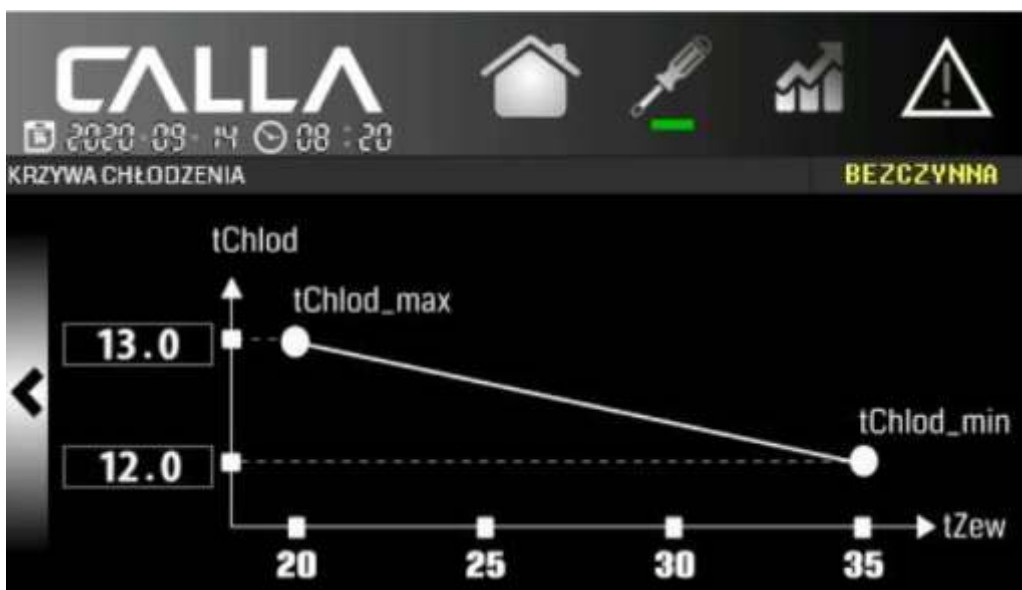 CALLA
2020-09-14 08:20
KRZYWA CHŁODZENIA
BEZCZYNNA
tChlod
tChlod_max
13.0
tChlod_min
12.0
tZew
20 25 30 35